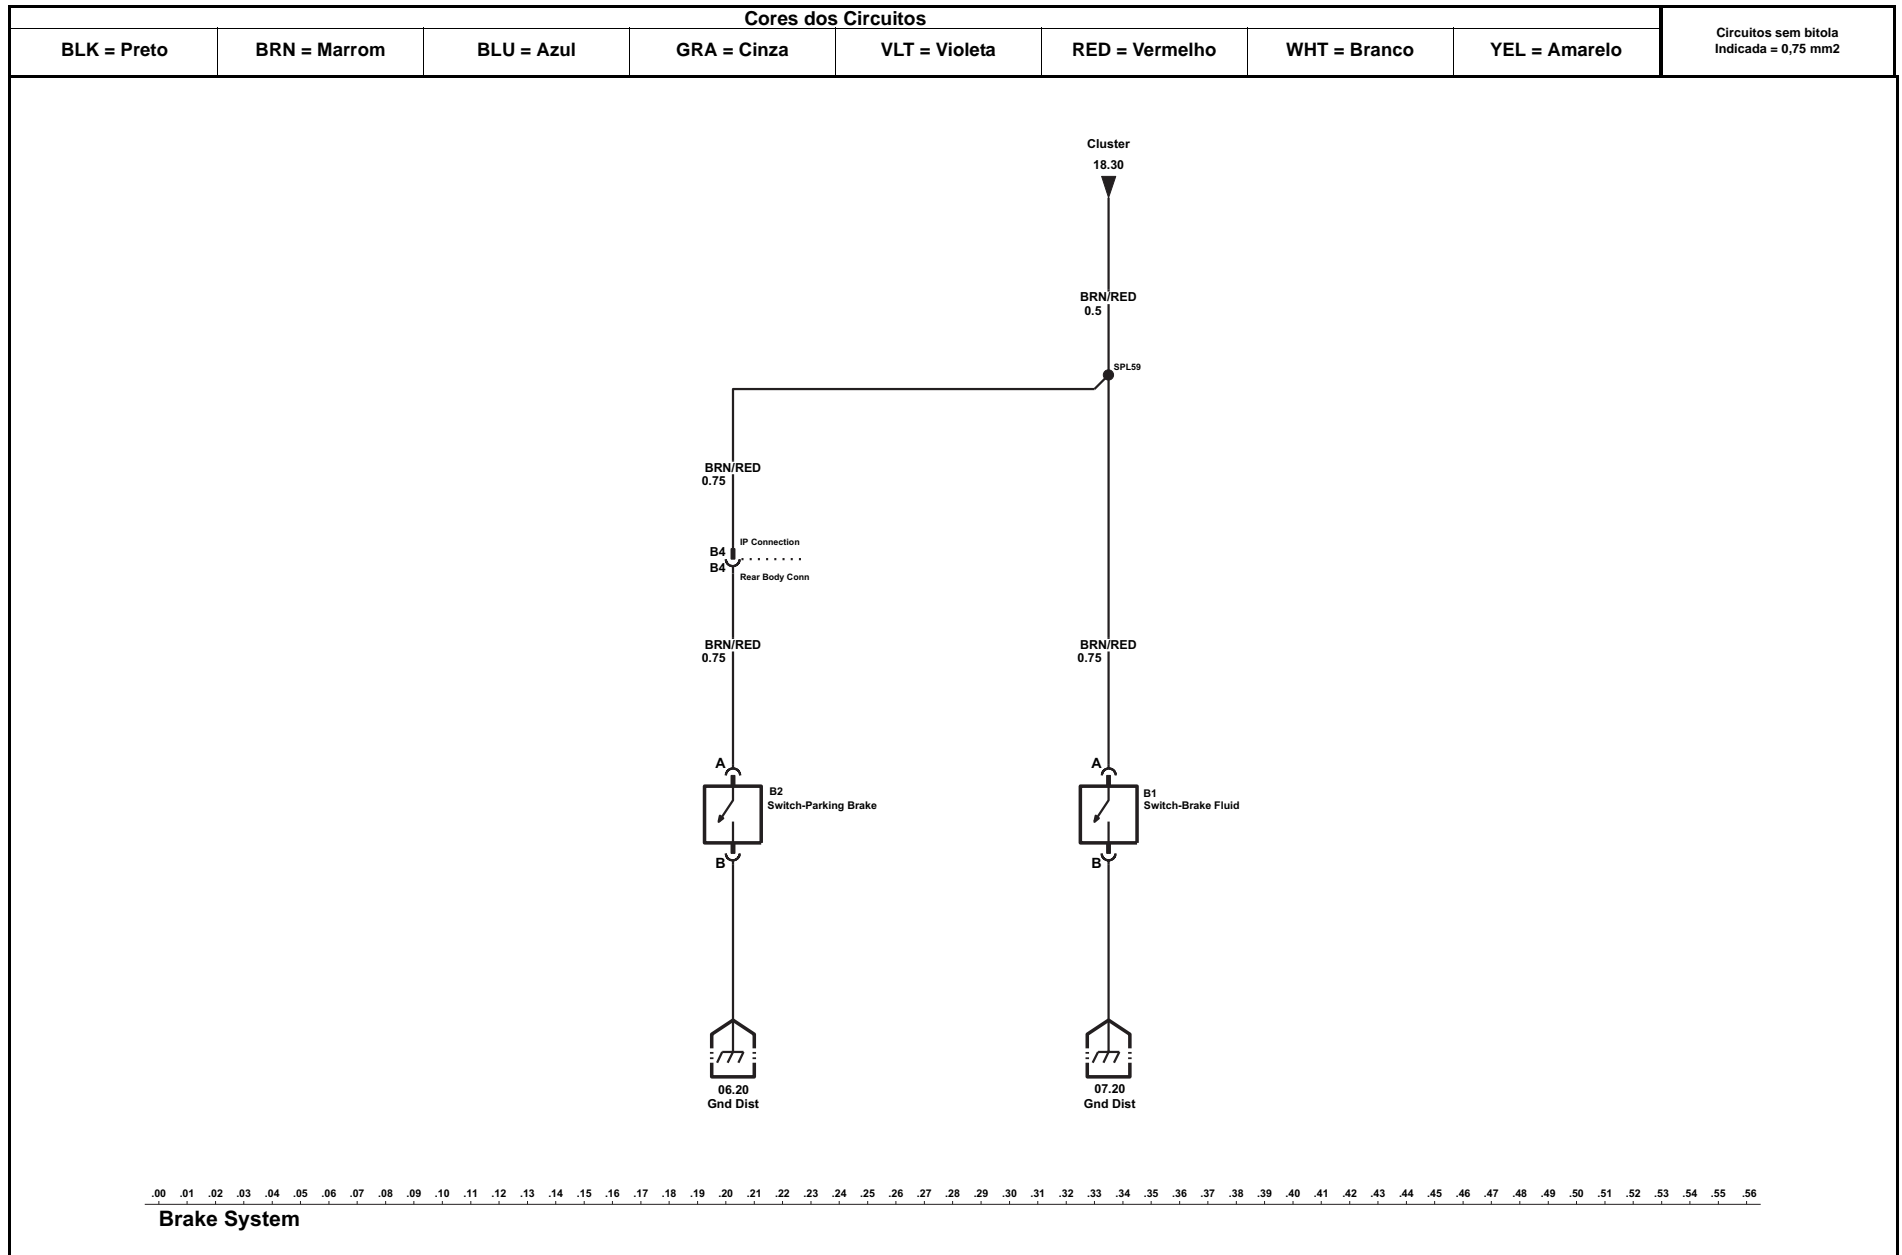 Cores dos Circuitos
BLK = Preto
BRN = Marrom
BLU = Azul
GRA = Cinza
VLT = Violeta
RED = Vermelho
WHT = Branco
YEL = Amarelo
Circuitos sem bitola
Indicada = 0,75 mm2
Cluster
18.30
BRN/RED
0.5
SPL59
BRN/RED
0.75
IP Connection
B4
B4
Rear Body Conn
BRN/RED
0.75
BRN/RED
0.75
A
B2
Switch-Parking Brake
B
A
B1
Switch-Brake Fluid
B
06.20
Gnd Dist
07.20
Gnd Dist
.00 .01 .02 .03 .04 .05 .06 .07 .08 .09 .10 .11 .12 .13 .14 .15 .16 .17 .18 .19 .20 .21 .22 .23 .24 .25 .26 .27 .28 .29 .30 .31 .32 .33 .34 .35 .36 .37 .38 .39 .40 .41 .42 .43 .44 .45 .46 .47 .48 .49 .50 .51 .52 .53 .54 .55 .56
Brake System